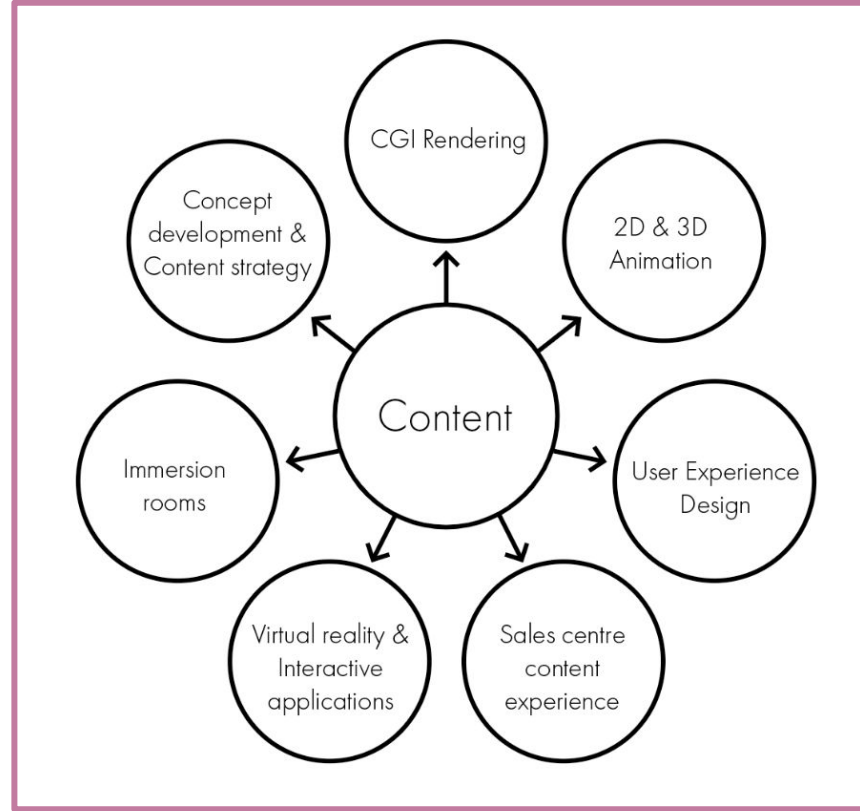 CGI Rendering
Concept
development &
Content strategy
2D & 3D
Animation
Content
Immersion
rooms
User Experience
Design
Virtual reality &
Interactive
applications
Sales centre
content
experience